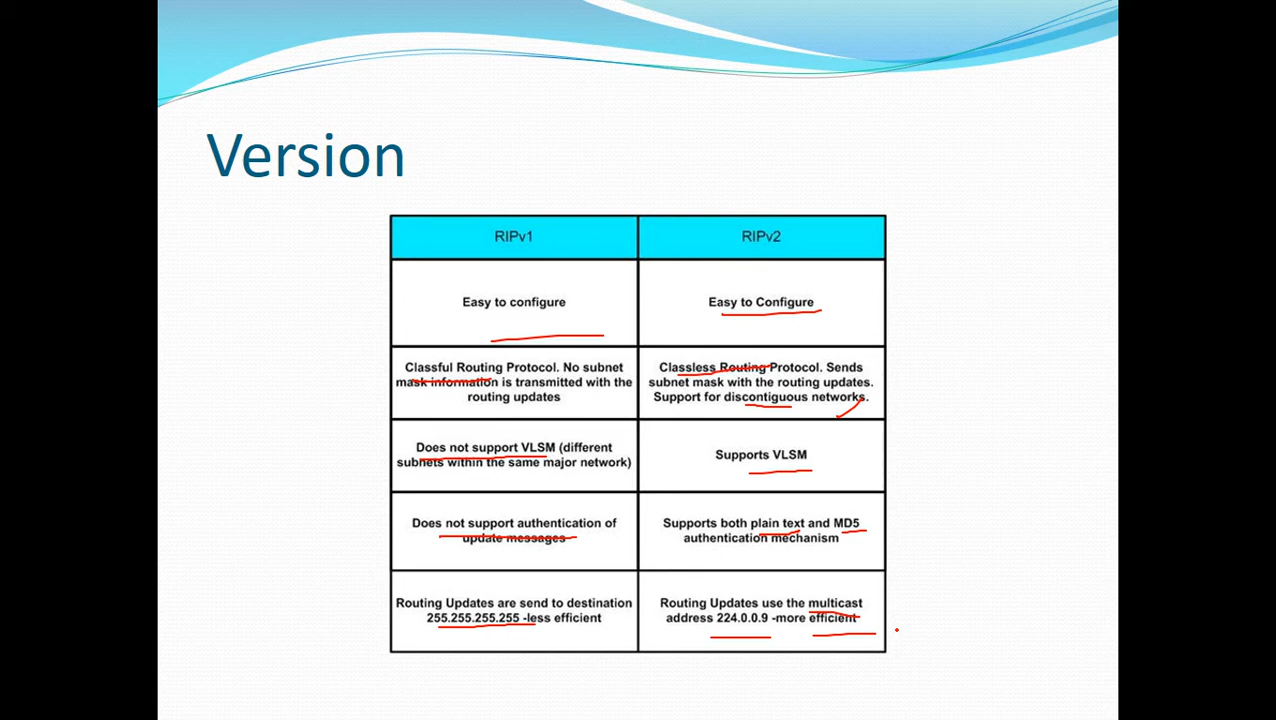 Version
RIPv1
RIPv2
Easy to configure
Easy to Configure
Classful Routing Protocol. No subnet
mask information is transmitted with the
routing updates
Classless Routing Protocol. Sends
subnet mask with the routing updates.
Support for discontiguous networks.
Does not support VLSM (different
subnets within the same major network)
Supports VLSM
Does not support authentication of
update messages
Supports both plain text and MD5
authentication mechanism
Routing Updates are send to destination
255.255.255.255 -less efficient
Routing Updates use the multicast
address 224.0.0.9 -more efficient